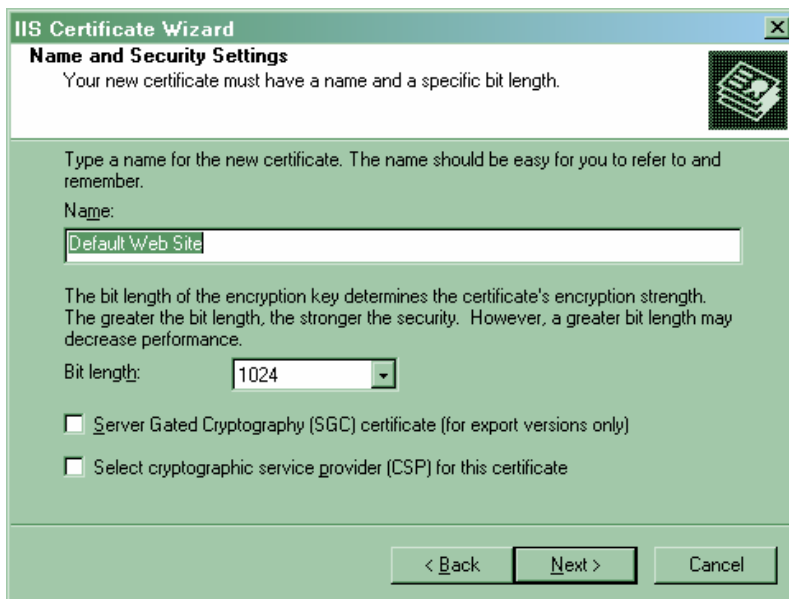 IIS Certificate Wizard
Name and Security Settings
Your new certificate must have a name and a specific bit length.
Type a name for the new certificate. The name should be easy for you to refer to and
remember.
Name:
Default Web Site
The bit length of the encryption key determines the certificate's encryption strength.
The greater the bit length, the stronger the security. However, a greater bit length may
decrease performance.
Bit length: 1024
Server Gated Cryptography (SGC) certificate (for export versions only)
Select cryptographic service provider (CSP) for this certificate
< Back Next > Cancel